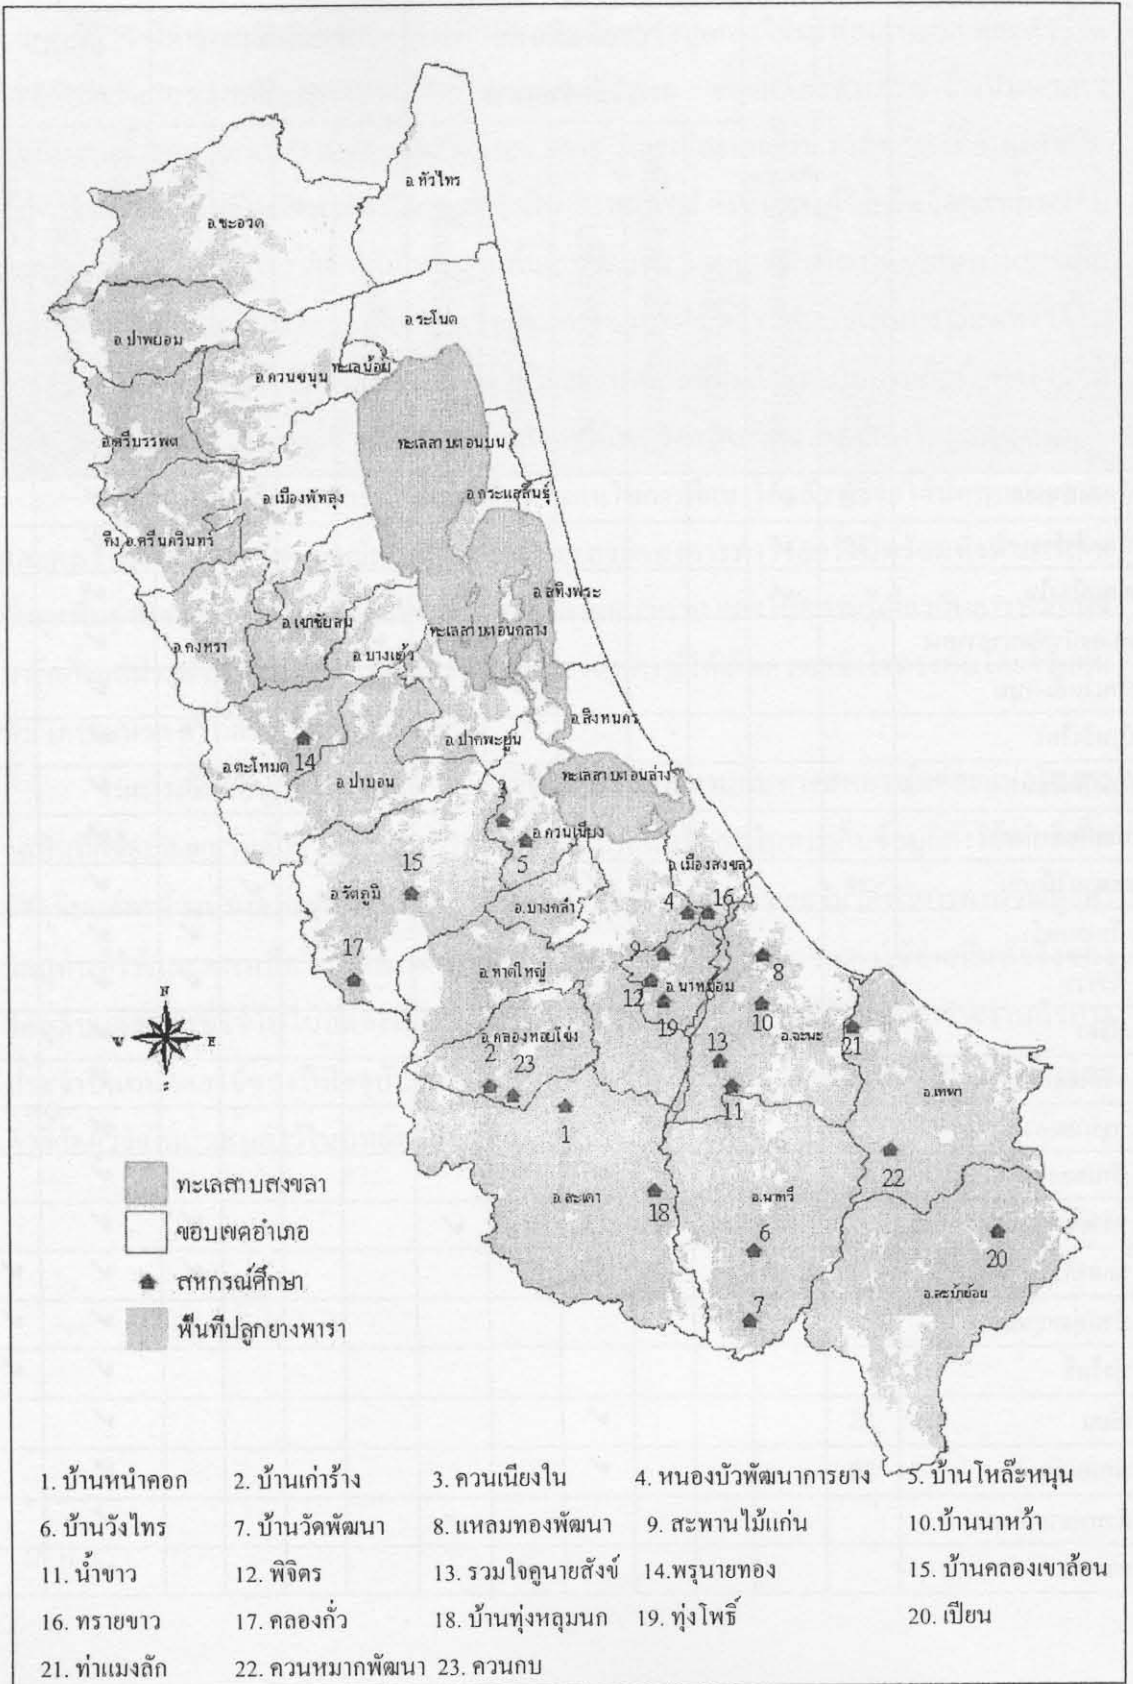 อ.หัวไทร
อ.ชะอวด
อ.ระโนด
อ.ป่าพยอม
ทะเลน้อย
อ.ควนขนุน
อ.ศรีบรรพต
ทะเลสาบตอนบน
อ.เมืองพัทลุง
อ.กระแสสินธุ์
กิ่ง อ.ศรีนครินทร์
อ.สทิงพระ
อ.เขาชัยสน
ทะเลสาบตอนกลาง
อ.กงหรา
อ.บางแก้ว
อ.สิงหนคร
อ.ปากพะยูน
14
อ.ตะโหมด
อ.ป่าบอน
ทะเลสาบตอนล่าง
3
อ.ควนเนียง
5
15
อ.เมืองสงขลา
อ.รัตภูมิ
4 16
อ.บางกล่ำ
17
9
8
อ.หาดใหญ่
อ.นาหม่อม
12
19
10
N
W E
S
อ.คลองหอยโข่ง
อ.จะนะ
21
2 23
13
11
อ.เทพา
1
22
อ.สะเดา
18
อ.นาทวี
6
20
อ.สะบ้าย้อย
7
ทะเลสาบสงขลา
ขอบเขตอำเภอ
สหกรณ์ศึกษา
พื้นที่ปลูกยางพารา
1. บ้านหนำคอก 2. บ้านเก่าร้าง 3. ควนเนียงใน 4. หนองบัวพัฒนาการยาง 5. บ้านโหล๊ะหนุน
6. บ้านวังไทร 7. บ้านวัดพัฒนา 8. แหลมทองพัฒนา 9. สะพานไม้แก่น 10.บ้านนาหว้า
11. น้ำขาว 12. พิจิตร 13. รวมใจคูนายสังข์ 14.พรุนายทอง 15. บ้านคลองเขาล้อน
16. ทรายขาว 17. คลองกั่ว 18. บ้านทุ่งหลุมนก 19. ทุ่งโพธิ์ 20. เปียน
21. ท่าแมงลัก 22. ควนหมากพัฒนา 23. ควนกบ